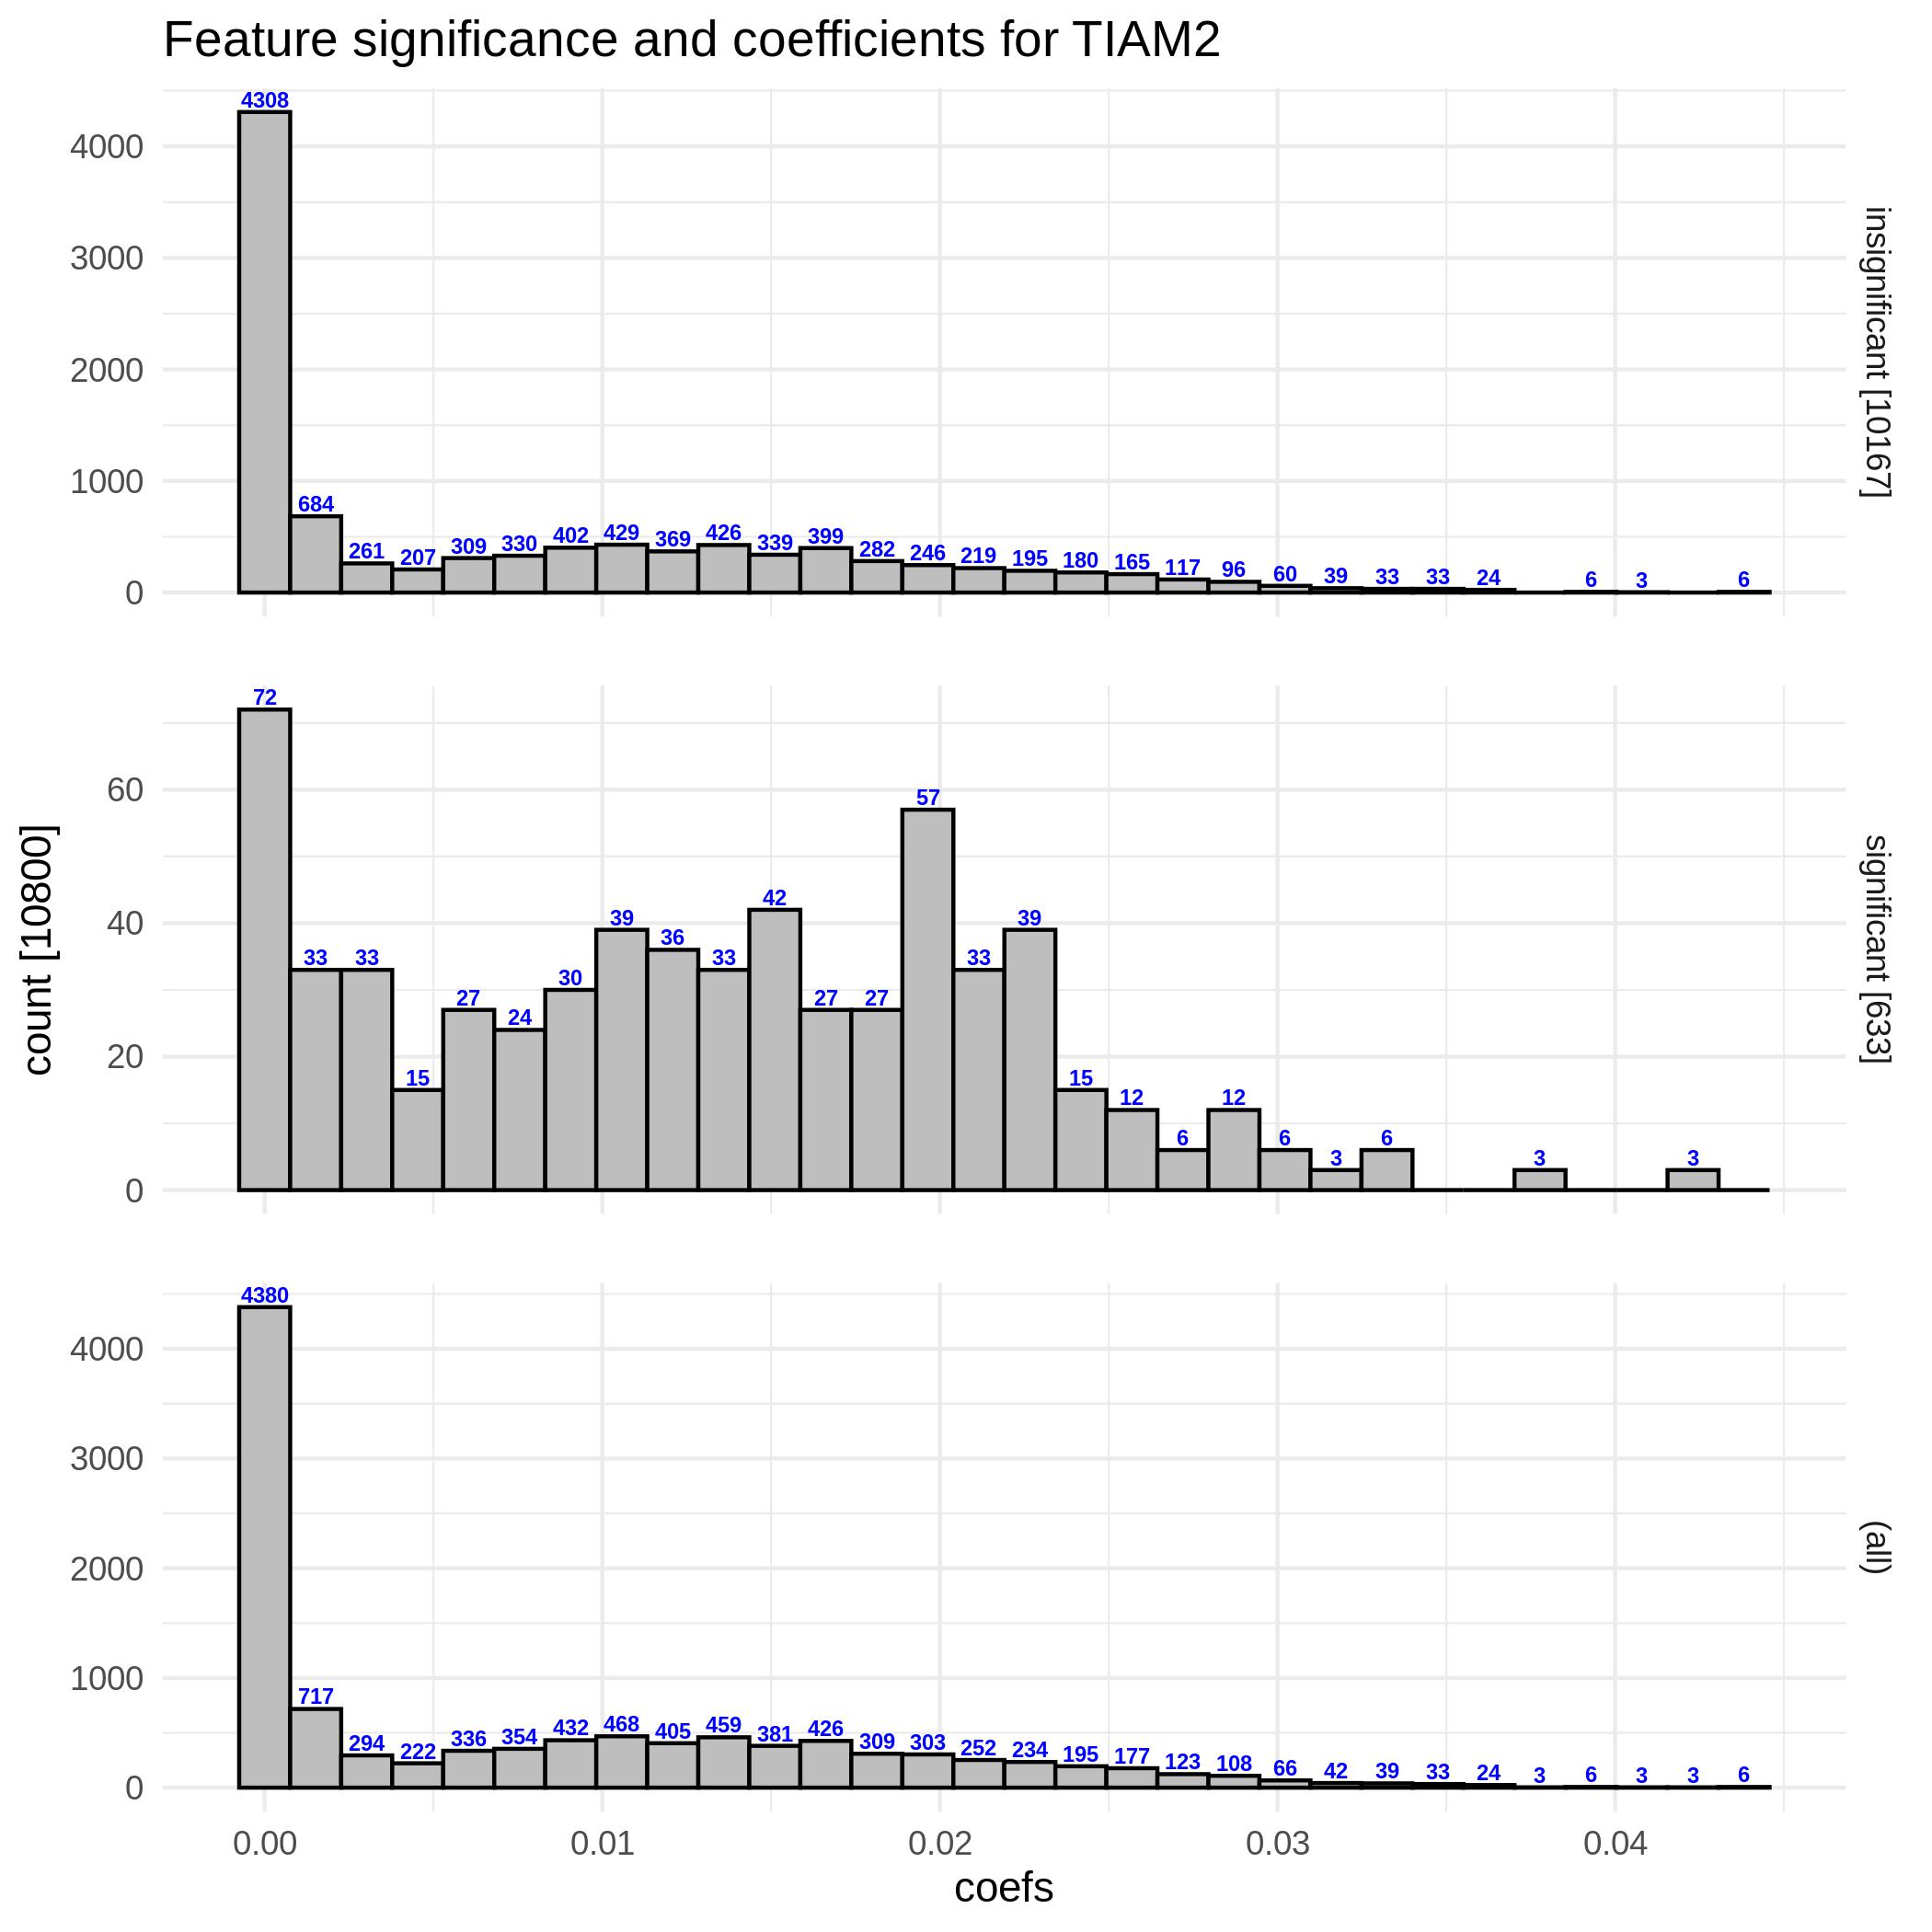 Feature significance and coefficients for TIAM2
4308
684
261 207 309 330 402 429 369 426 339 399 282 246 219 195 180 165 117 96 60 39 33 33 24 6 3 6
4000
3000
2000
1000
0
insignificant [10167]
72
33 33 15 27 24 30 39 36 33 42 27 27 57 33 39 15 12 6 12 6 3 6 3 3
60
40
20
0
significant [633]
count [10800]
4380
717
294 222 336 354 432 468 405 459 381 426 309 303 252 234 195 177 123 108 66 42 39 33 24 3 6 3 3 6
4000
3000
2000
1000
0
(all)
0.00 0.01 0.02 0.03 0.04
coefs